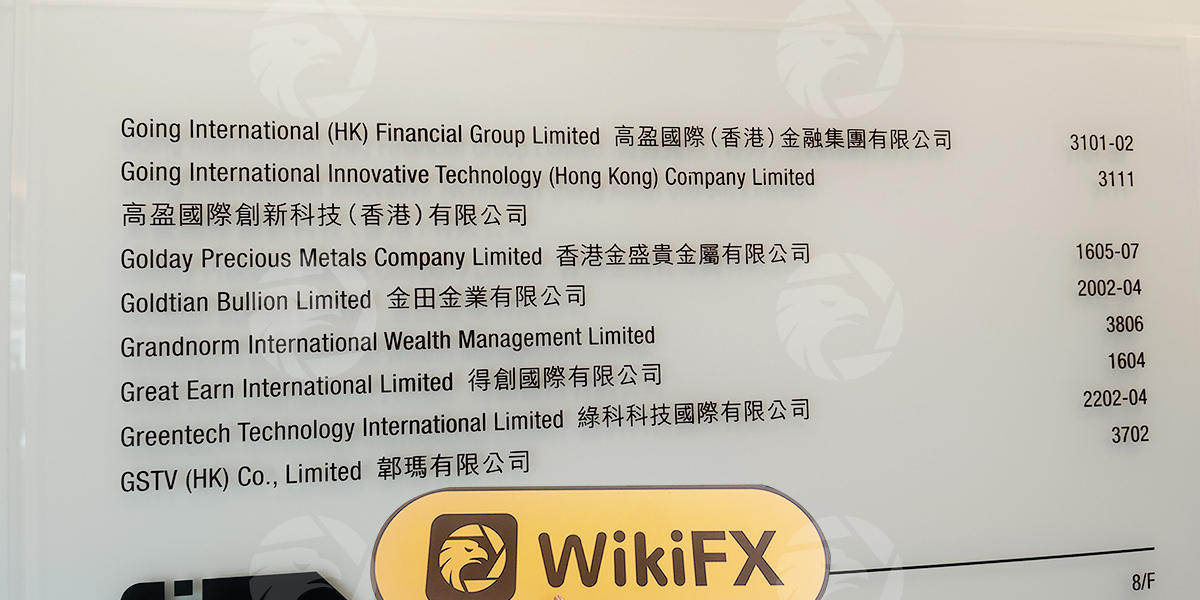 Going International (HK) Financial Group Limited 高盈國際（香港）金融集團有限公司 3101-02
Going International Innovative Technology (Hong Kong) Company Limited 3111
高盈國際創新科技（香港）有限公司
Golday Precious Metals Company Limited 香港金盛貴金屬有限公司 1605-07
Goldtian Bullion Limited 金田金業有限公司 2002-04
Grandnorm International Wealth Management Limited 3806
Great Earn International Limited 得創國際有限公司 1604
Greentech Technology International Limited 綠科科技國際有限公司 2202-04
GSTV (HK) Co., Limited 鄣瑪有限公司 3702
WikiFX
8/F